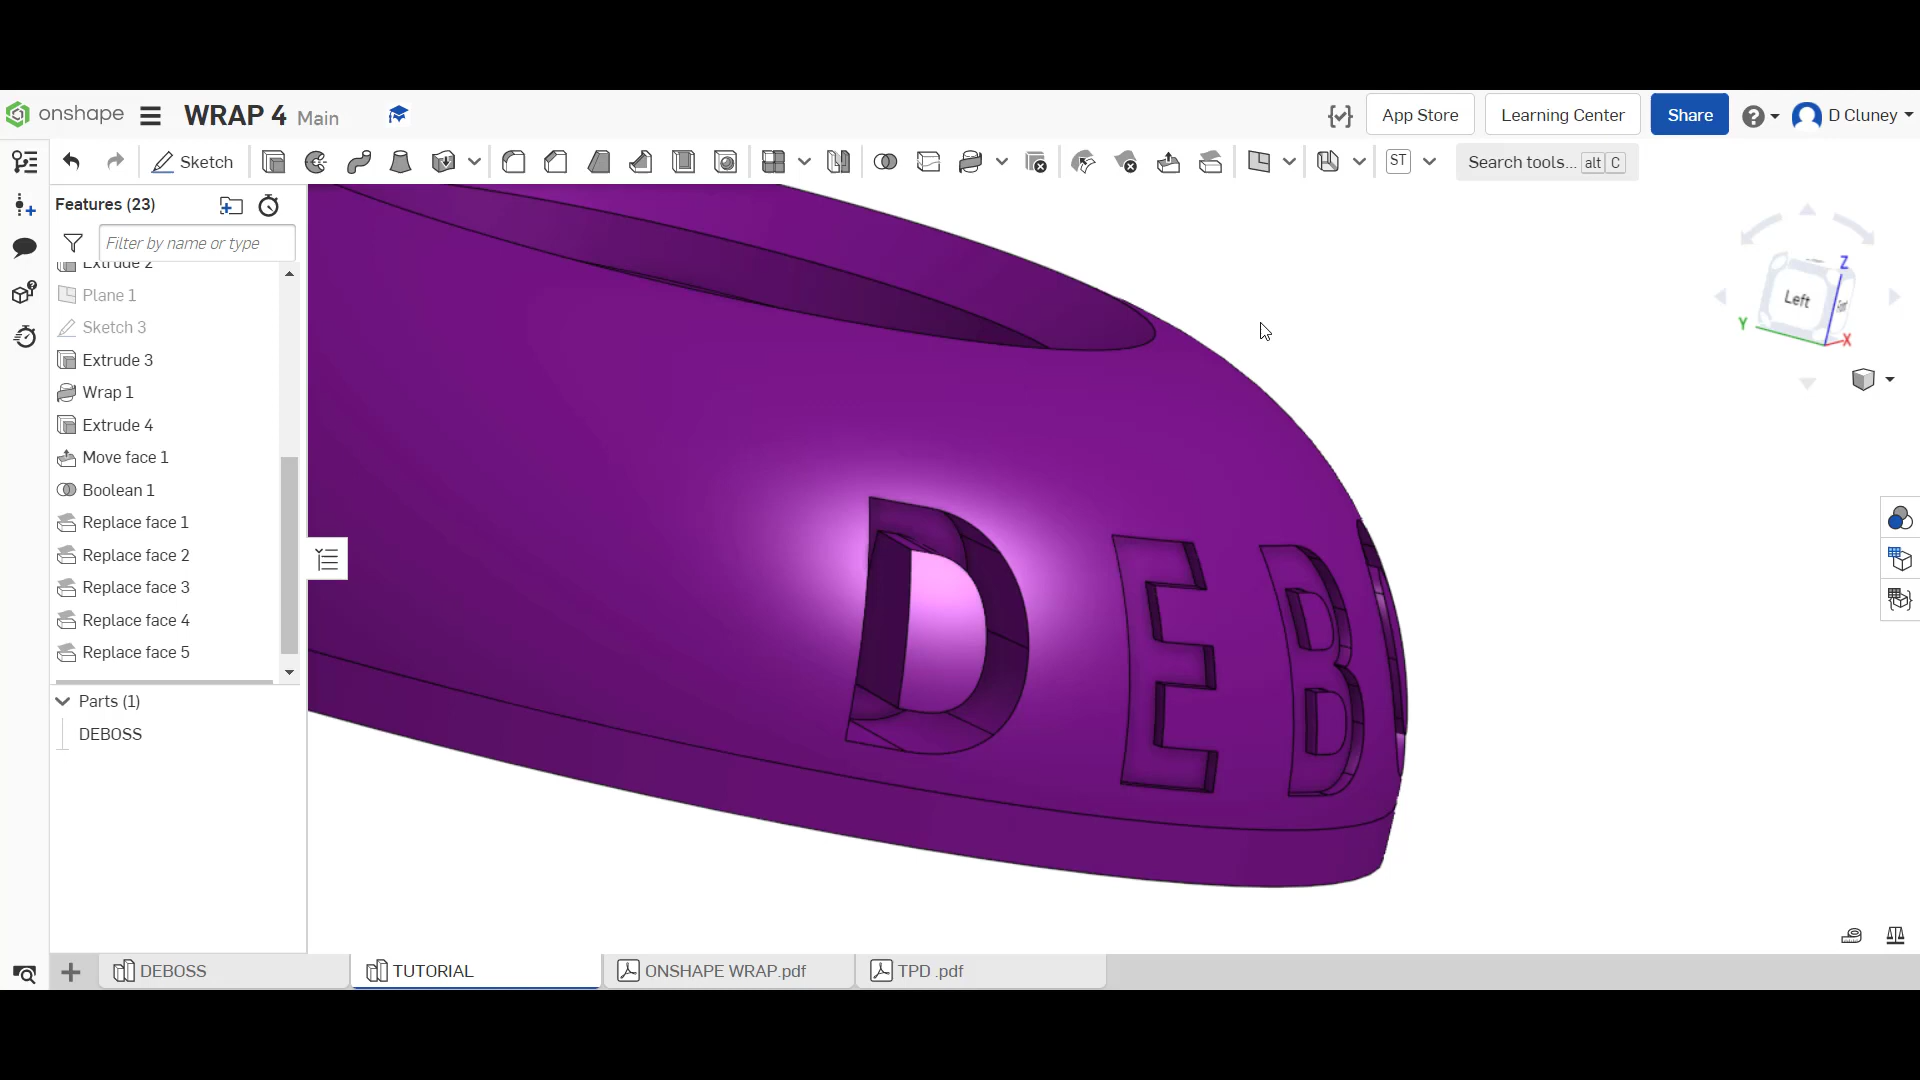 onshape WRAP 4 Main App Store Learning Center Share D Cluney
Sketch ST Search tools... alt C
Features (23)
Filter by name or type
Extrude 2
Plane 1
Sketch 3
Extrude 3
Wrap 1
Extrude 4
Move face 1
Boolean 1
Replace face 1
Replace face 2
Replace face 3
Replace face 4
Replace face 5
Parts (1)
DEBOSS
Z
Left
Y
X
D E B
DEBOSS TUTORIAL ONSHAPE WRAP.pdf TPD .pdf